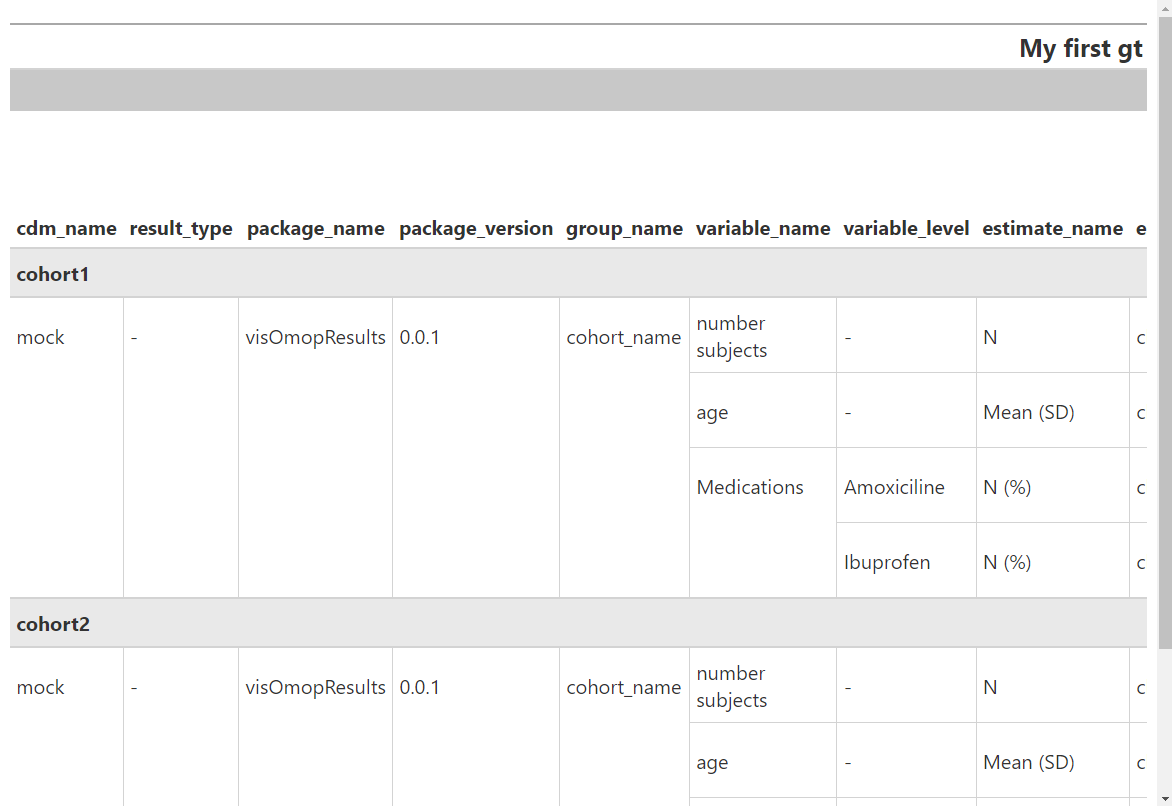 My first gt
cdm_name result_type package_name package_version group_name variable_name variable_level estimate_name e
cohort1
mock - visOmopResults 0.0.1 cohort_name number subjects - N c
age - Mean (SD) c
Medications Amoxiciline N (%) c
Ibuprofen N (%) c
cohort2
mock - visOmopResults 0.0.1 cohort_name number subjects - N c
age - Mean (SD) c